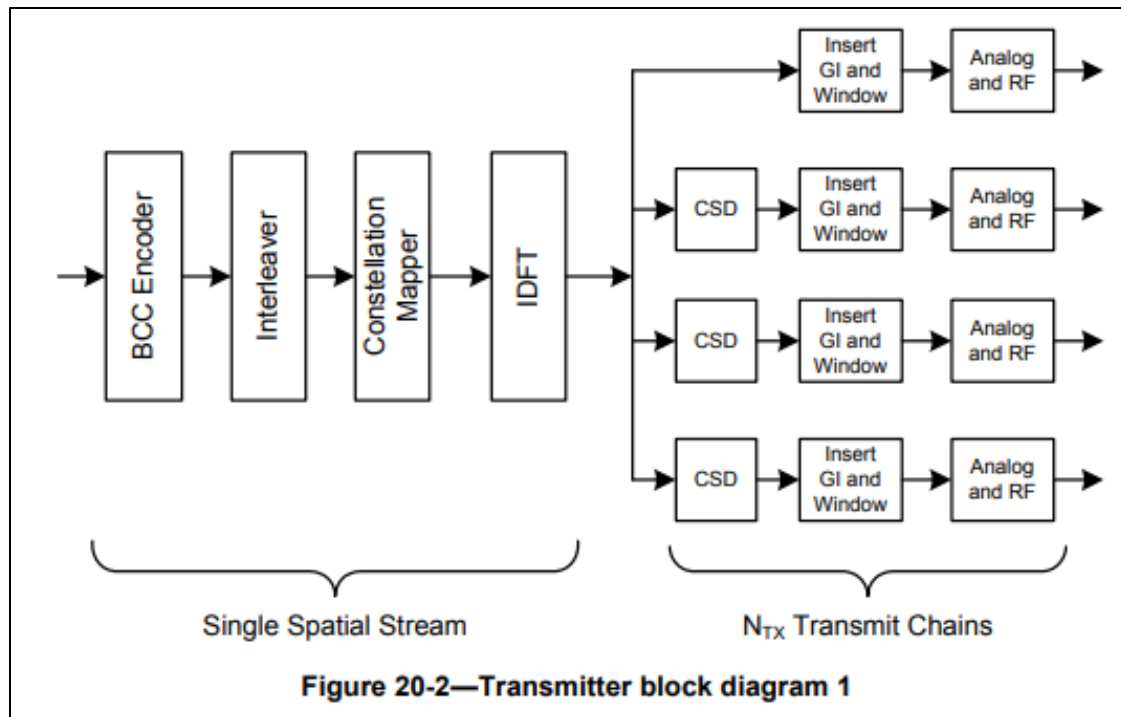 BCC Encoder
Interleaver
Constellation
Mapper
IDFT
Insert
GI and
Window
Analog
and RF
CSD
Insert
GI and
Window
Analog
and RF
CSD
Insert
GI and
Window
Analog
and RF
CSD
Insert
GI and
Window
Analog
and RF
Single Spatial Stream
N_TX Transmit Chains
Figure 20-2—Transmitter block diagram 1